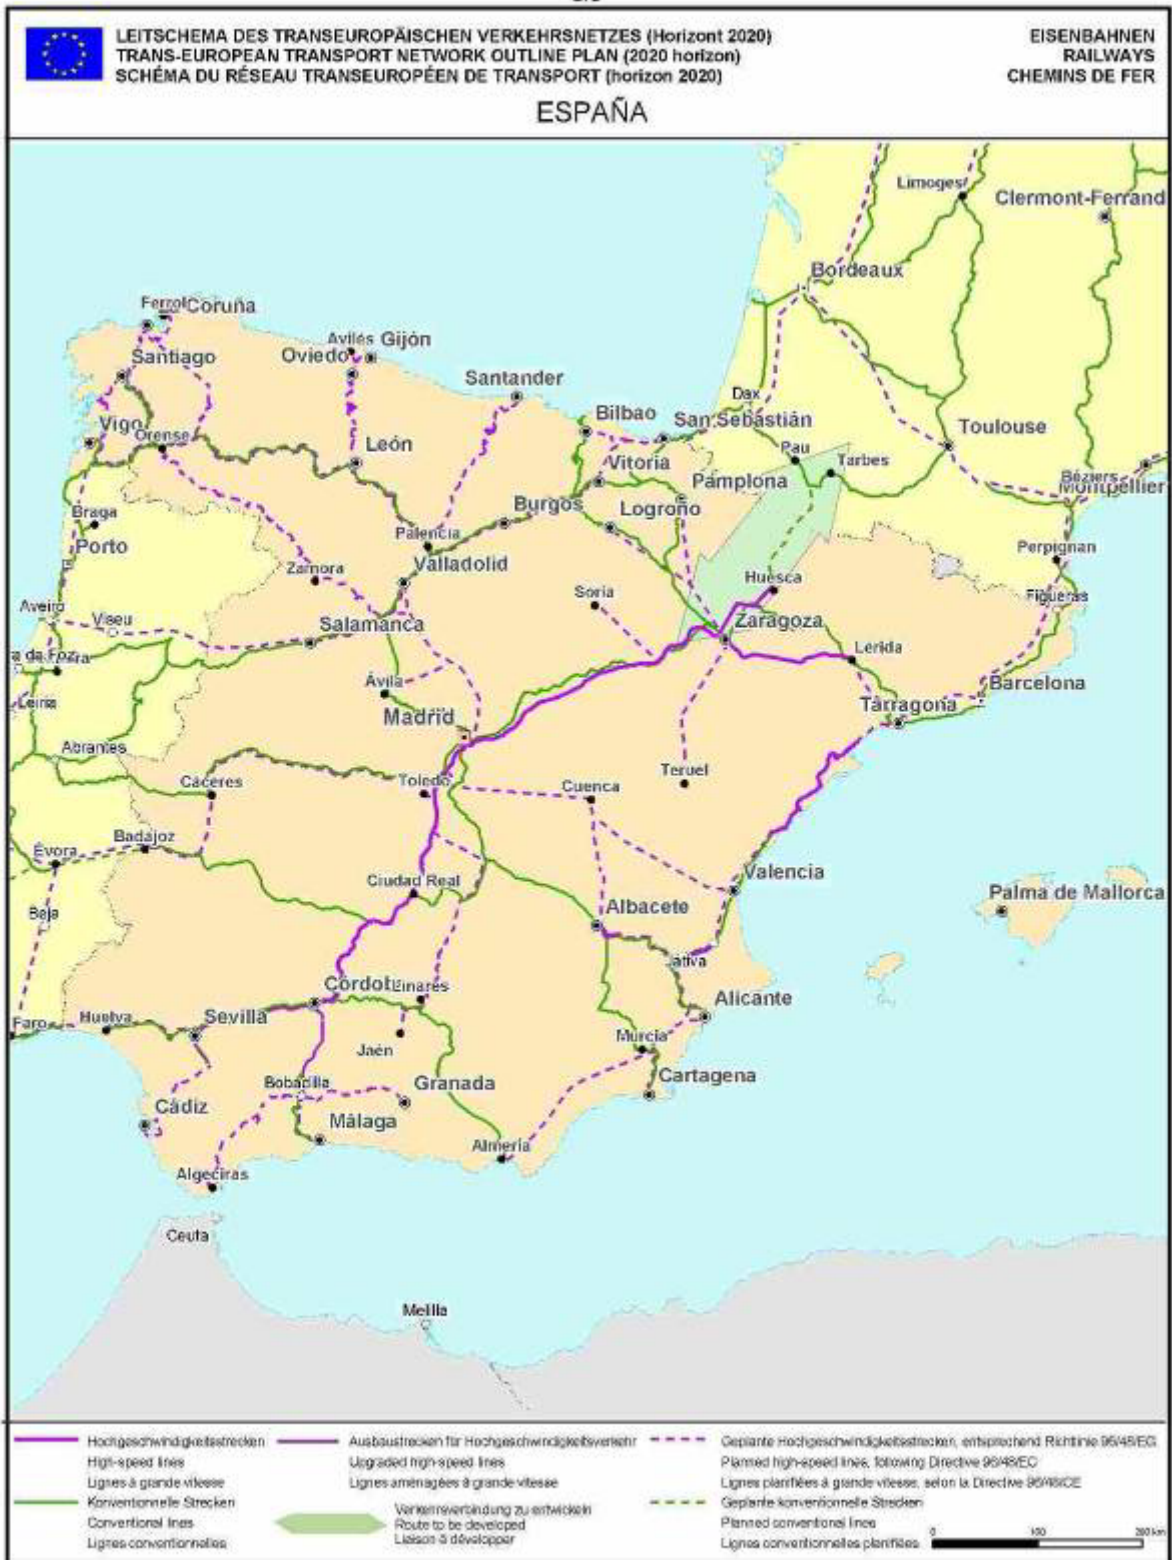 LEITSCHEMA DES TRANSEUROPÄISCHEN VERKEHRSNETZES (Horizont 2020)
TRANS-EUROPEAN TRANSPORT NETWORK OUTLINE PLAN (2020 horizon)
SCHÉMA DU RÉSEAU TRANSEUROPÉEN DE TRANSPORT (horizon 2020)
EISENBAHNEN
RAILWAYS
CHEMINS DE FER
ESPAÑA
Limoges
Clermont-Ferrand
Bordeaux
Ferrol
Coruña
Santiago
Avilés
Gijón
Oviedo
Santander
Bilbao
San Sebastián
Dax
Toulouse
Vigo
Orense
León
Vitoria
Pau
Tarbes
Pamplona
Béziers
Montpellier
Burgos
Logroño
Braga
Porto
Palencia
Valladolid
Perpignan
Zamora
Soria
Huesca
Figueras
Aveiro
Viseu
Salamanca
Zaragoza
Lerida
a da Foz
Ávila
Barcelona
Leiria
Madrid
Tarragona
Abrantes
Cáceres
Toledo
Cuenca
Teruel
Évora
Badajoz
Ciudad Real
Valencia
Palma de Mallorca
Beja
Albacete
Jativa
Linares
Alicante
Faro
Huelva
Sevilla
Murcia
Jaén
Cartagena
Bobadilla
Granada
Cádiz
Málaga
Almería
Algeciras
Ceuta
Melilla
Hochgeschwindigkeitsstrecken
High-speed lines
Lignes à grande vitesse
Konventionelle Strecken
Conventional lines
Lignes conventionnelles
Ausbaustrecken für Hochgeschwindigkeitsverkehr
Upgraded high-speed lines
Lignes aménagées à grande vitesse
Verkehrsverbindung zu entwickeln
Route to be developed
Liaison à développer
Geplante Hochgeschwindigkeitsstrecken, entsprechend Richtlinie 96/48/EG
Planned high-speed lines, following Directive 96/48/EC
Lignes planifiées à grande vitesse, selon la Directive 96/48/CE
Geplante konventionelle Strecken
Planned conventional lines
Lignes conventionnelles planifiées
0 100 200 km